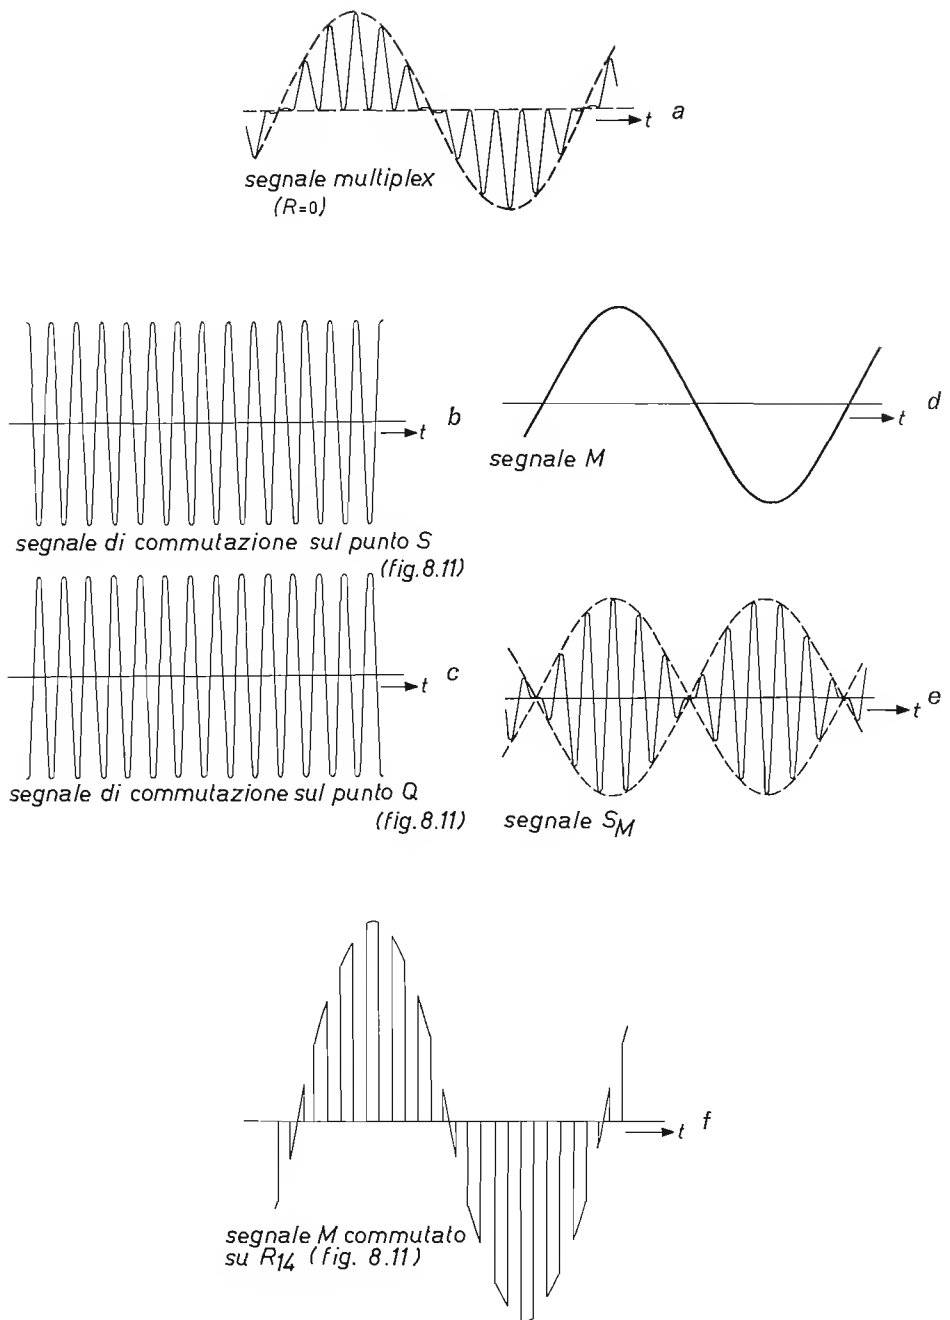 t a
segnale multiplex
(R=0)
t b
segnale di commutazione sul punto S
(fig.8.11)
t d
segnale M
t c
segnale di commutazione sul punto Q
(fig.8.11)
t e
segnale SM
t f
segnale M commutato
su R14 (fig. 8.11)